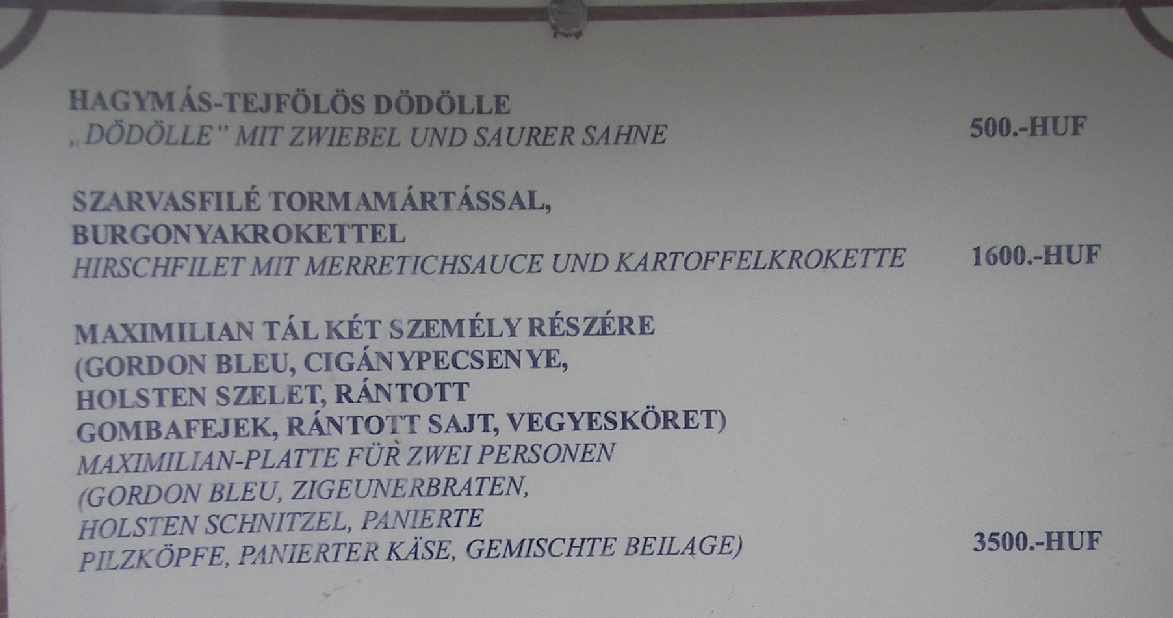 HAGYMÁS-TEJFÖLÖS DÖDÖLLE
„DÖDÖLLE" MIT ZWIEBEL UND SAURER SAHNE 500.-HUF
SZARVASFILÉ TORMAMÁRTÁSSAL,
BURGONYAKROKETTEL
HIRSCHFILET MIT MERRETICHSAUCE UND KARTOFFELKROKETTE 1600.-HUF
MAXIMILIAN TÁL KÉT SZEMÉLY RÉSZÉRE
(GORDON BLEU, CIGÁNYPECSENYE,
HOLSTEN SZELET, RÁNTOTT
GOMBAFEJEK, RÁNTOTT SAJT, VEGYESKÖRET)
MAXIMILIAN-PLATTE FÜR ZWEI PERSONEN
(GORDON BLEU, ZIGEUNERBRATEN,
HOLSTEN SCHNITZEL, PANIERTE
PILZKÖPFE, PANIERTER KÄSE, GEMISCHTE BEILAGE) 3500.-HUF